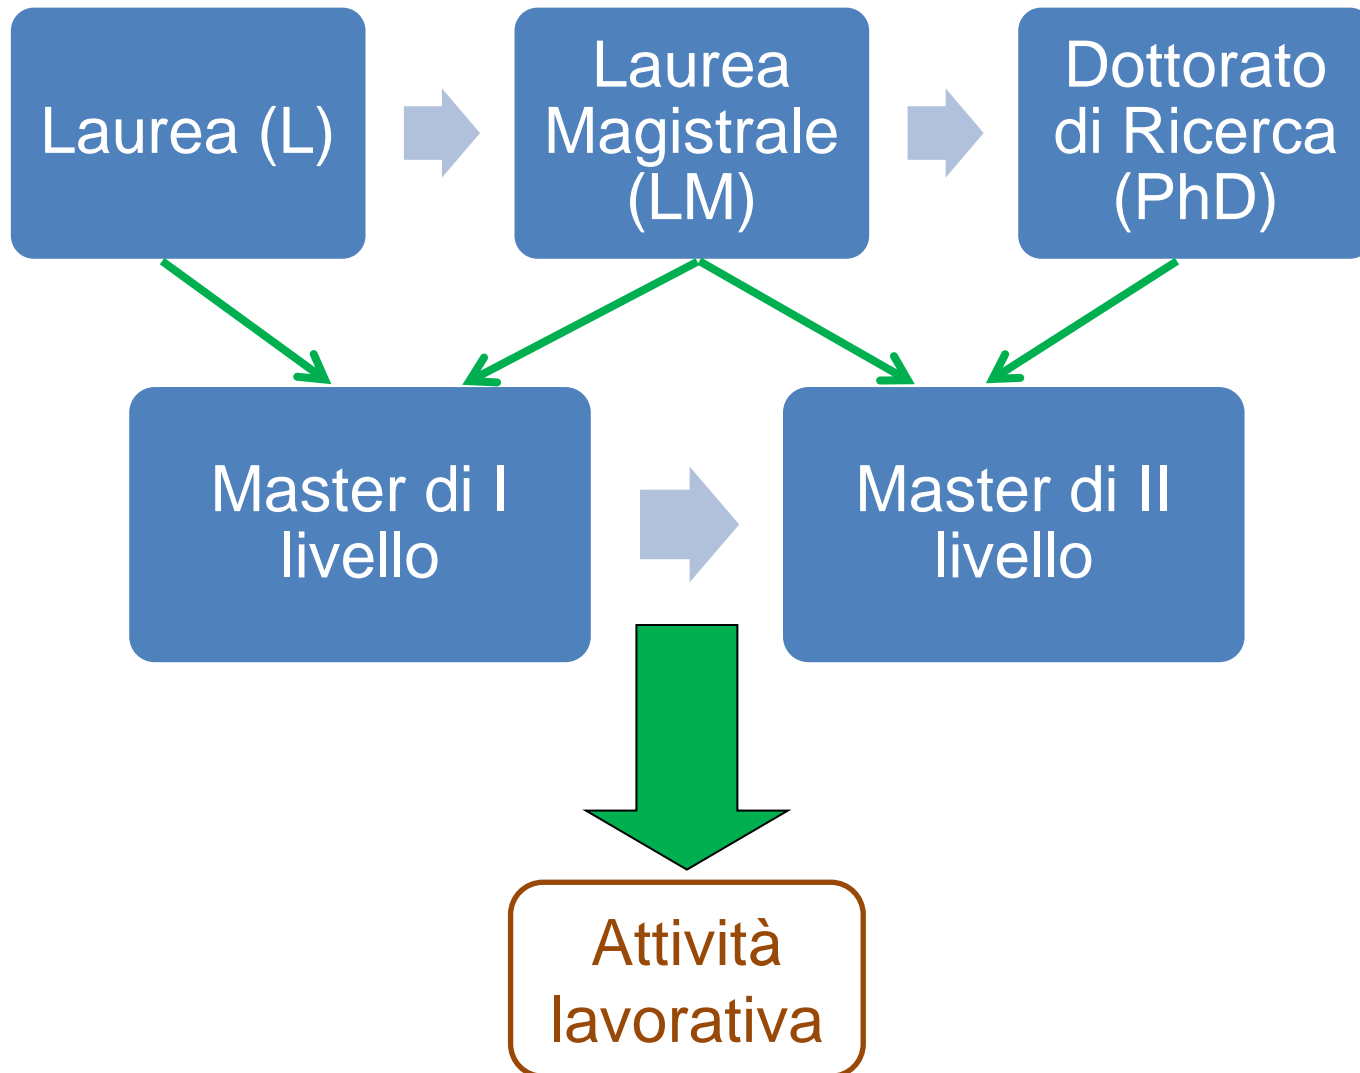 Laurea (L)
Laurea
Magistrale
(LM)
Dottorato
di Ricerca
(PhD)
Master di I
livello
Master di II
livello
Attività
lavorativa